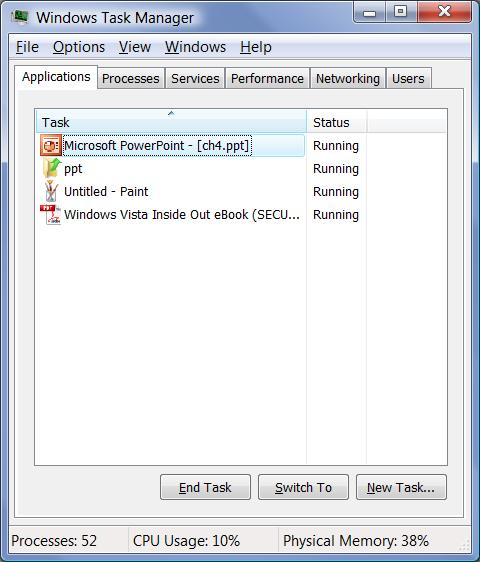 Windows Task Manager
File Options View Windows Help
Applications Processes Services Performance Networking Users
Task Status
Microsoft PowerPoint - [ch4.ppt] Running
ppt Running
Untitled - Paint Running
Windows Vista Inside Out eBook (SECU... Running
End Task Switch To New Task...
Processes: 52 CPU Usage: 10% Physical Memory: 38%